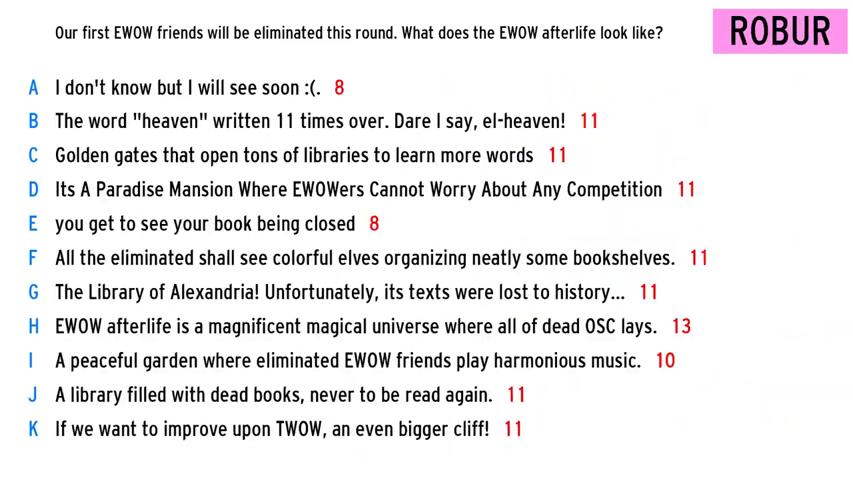 Our first EWOW friends will be eliminated this round. What does the EWOW afterlife look like?
ROBUR
A I don't know but I will see soon :(. 8
B The word "heaven" written 11 times over. Dare I say, el-heaven! 11
C Golden gates that open tons of libraries to learn more words 11
D Its A Paradise Mansion Where EWOWers Cannot Worry About Any Competition 11
E you get to see your book being closed 8
F All the eliminated shall see colorful elves organizing neatly some bookshelves. 11
G The Library of Alexandria! Unfortunately, its texts were lost to history... 11
H EWOW afterlife is a magnificent magical universe where all of dead OSC lays. 13
I A peaceful garden where eliminated EWOW friends play harmonious music. 10
J A library filled with dead books, never to be read again. 11
K If we want to improve upon TWOW, an even bigger cliff! 11